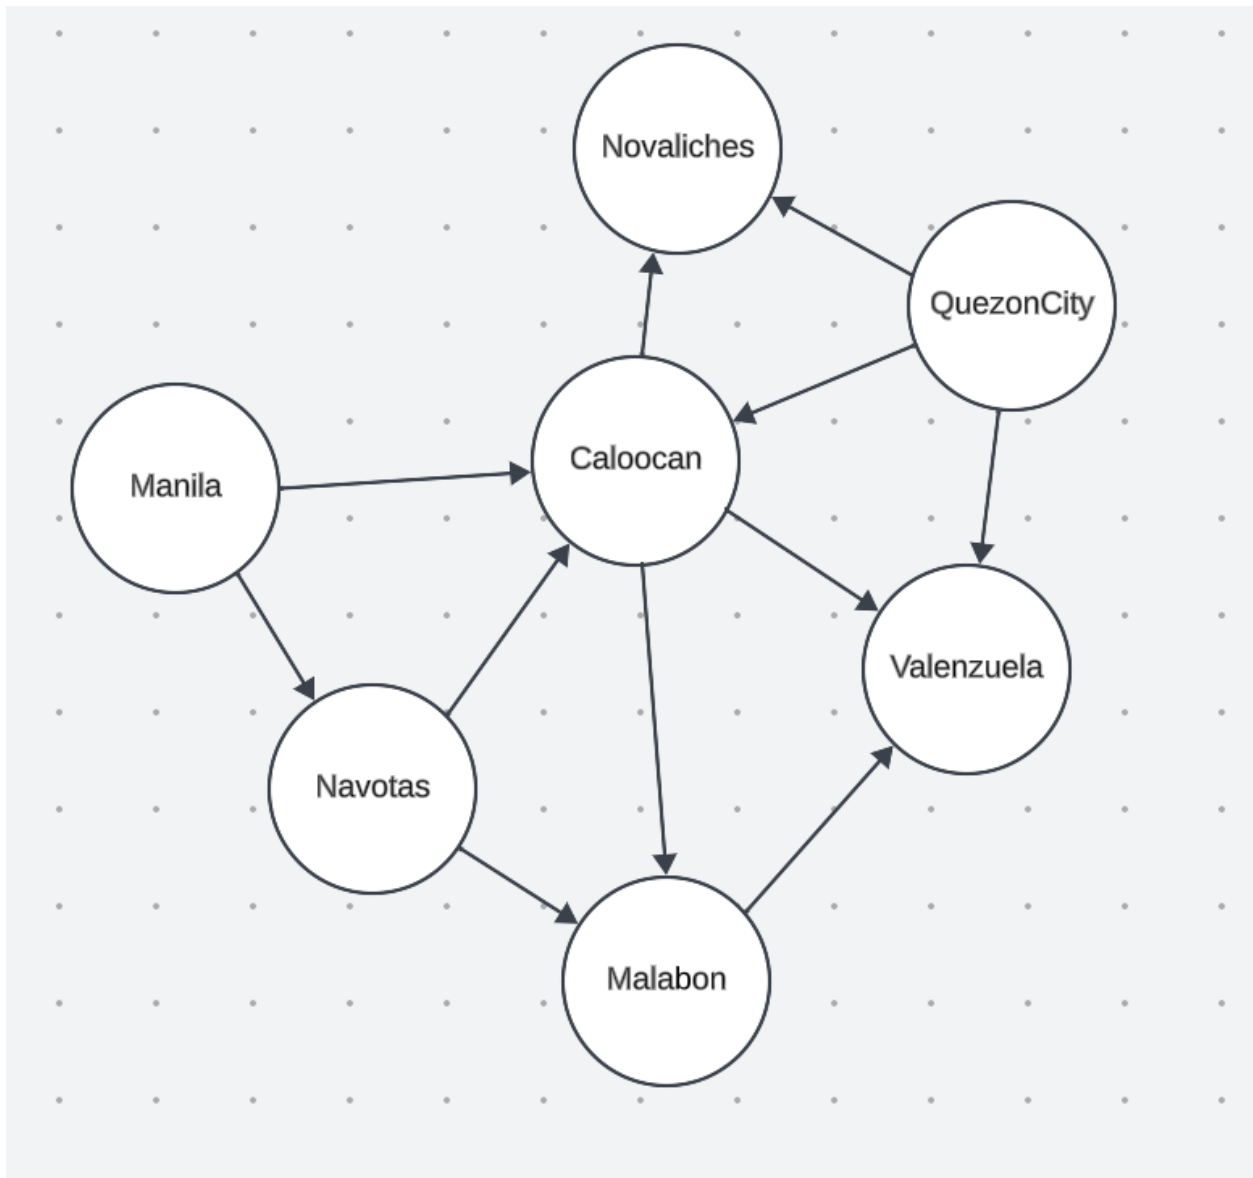 Novaliches
QuezonCity
Caloocan
Manila
Valenzuela
Navotas
Malabon